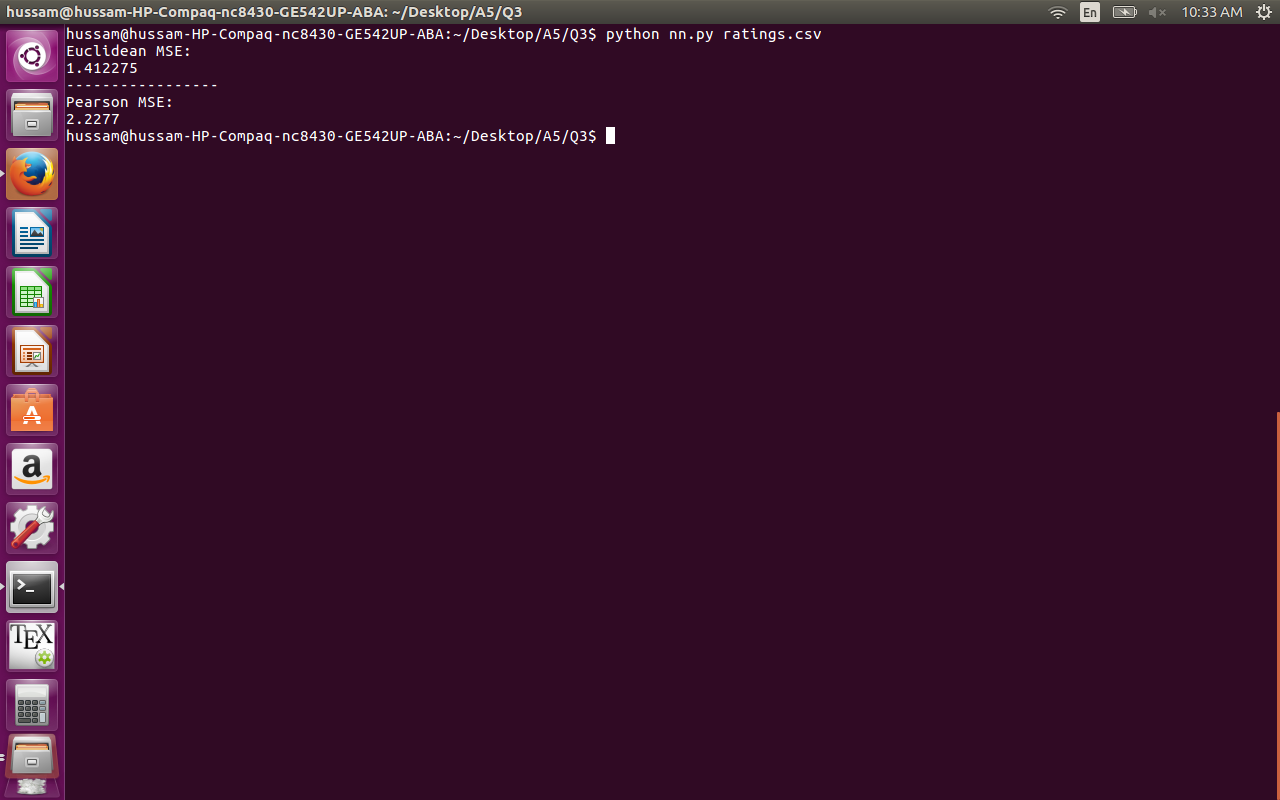 hussam@hussam-HP-Compaq-nc8430-GE542UP-ABA: ~/Desktop/A5/Q3
En
10:33 AM
hussam@hussam-HP-Compaq-nc8430-GE542UP-ABA:~/Desktop/A5/Q3$ python nn.py ratings.csv
Euclidean MSE:
1.412275
-----------------
Pearson MSE:
2.2277
hussam@hussam-HP-Compaq-nc8430-GE542UP-ABA:~/Desktop/A5/Q3$
A
a
>_
TEX